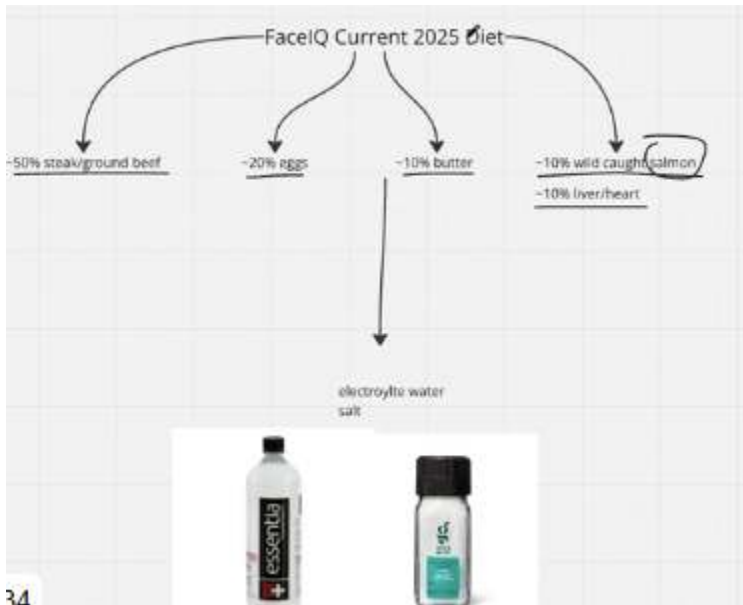 FaceIQ Current 2025 Diet
~50% steak/ground beef
~20% eggs
~10% butter
~10% wild caught salmon
~10% liver/heart
electroylte water
salt
essentia
34